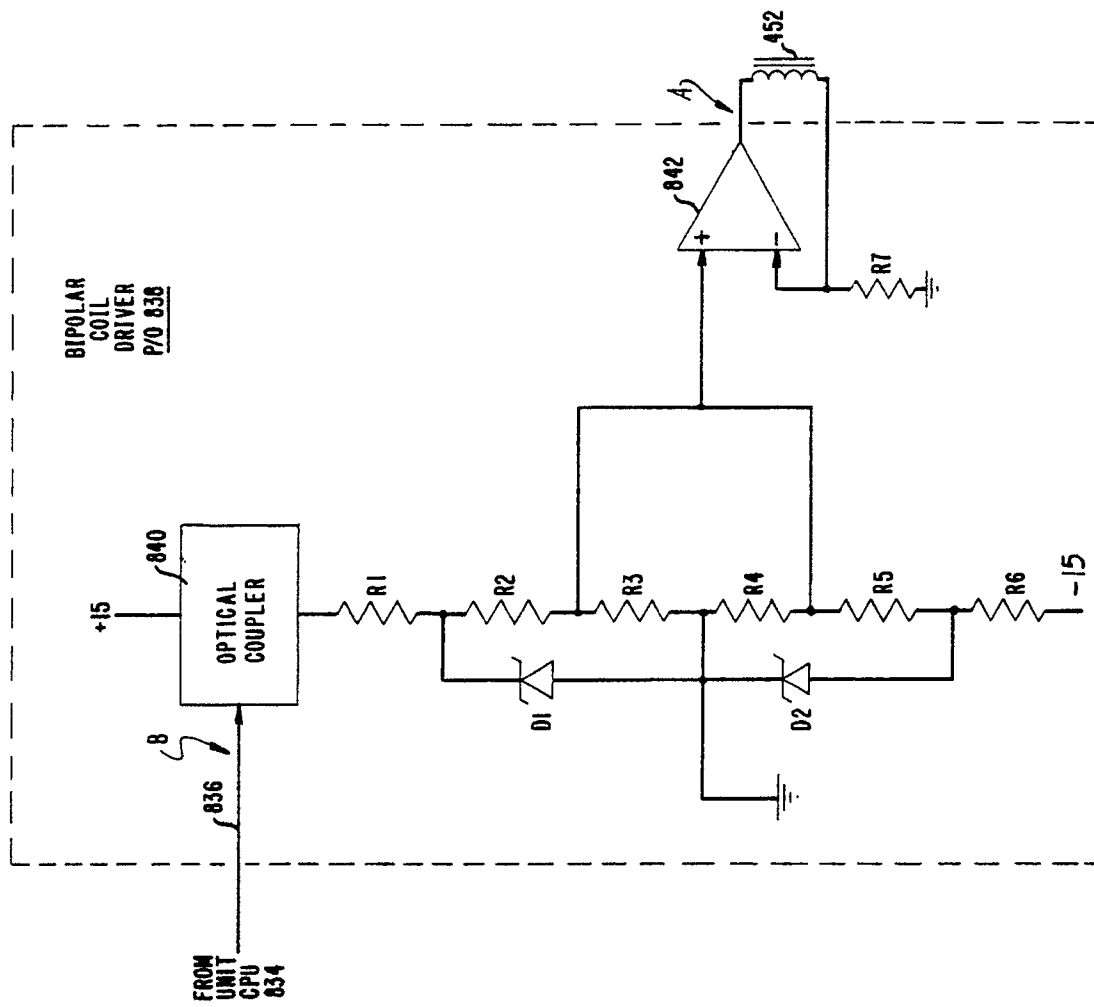 BIPOLAR
COIL
DRIVER
P/O 838
+15
840
OPTICAL
COUPLER
B
836
FROM
UNIT
CPU
834
R1
R2
R3
R4
R5
R6
-15
D1
D2
842
+
-
A
452
R7